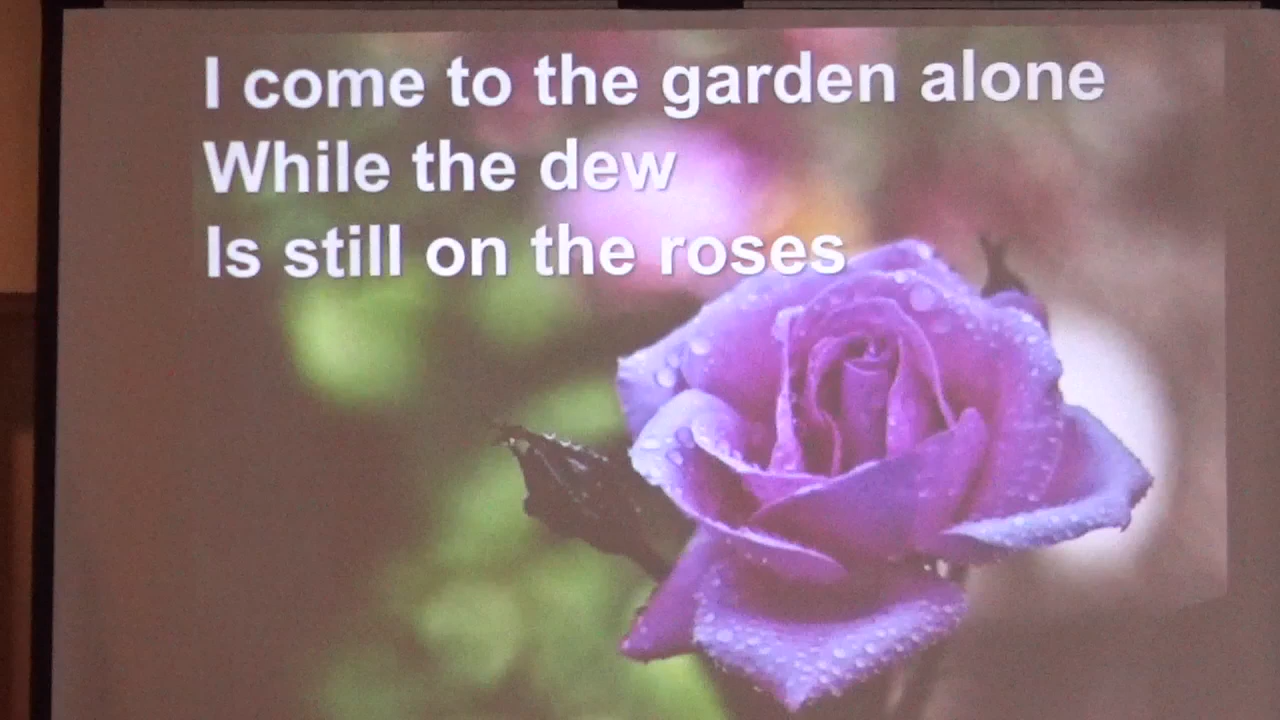 I come to the garden alone
While the dew
Is still on the roses